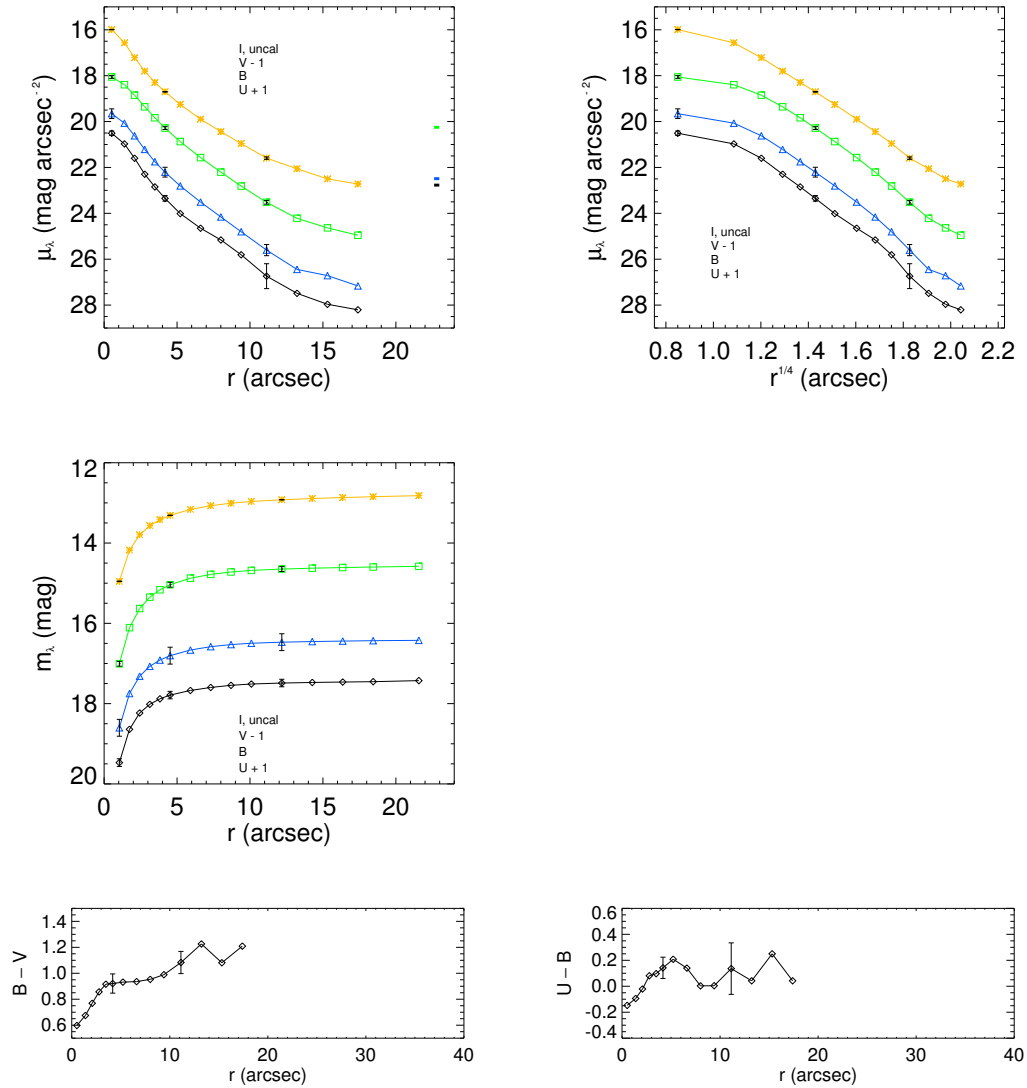 16
18
20
22
24
26
28
μλ (mag arcsec⁻²)
I, uncal
V - 1
B
U + 1
0
5
10
15
20
r (arcsec)
16
18
20
22
24
26
28
μλ (mag arcsec⁻²)
I, uncal
V - 1
B
U + 1
0.8
1.0
1.2
1.4
1.6
1.8
2.0
2.2
r^1/4 (arcsec)
12
14
16
18
20
mλ (mag)
I, uncal
V - 1
B
U + 1
0
5
10
15
20
r (arcsec)
1.4
1.2
1.0
0.8
0.6
B - V
0
10
20
30
40
r (arcsec)
0.6
0.4
0.2
0.0
-0.2
-0.4
U - B
0
10
20
30
40
r (arcsec)